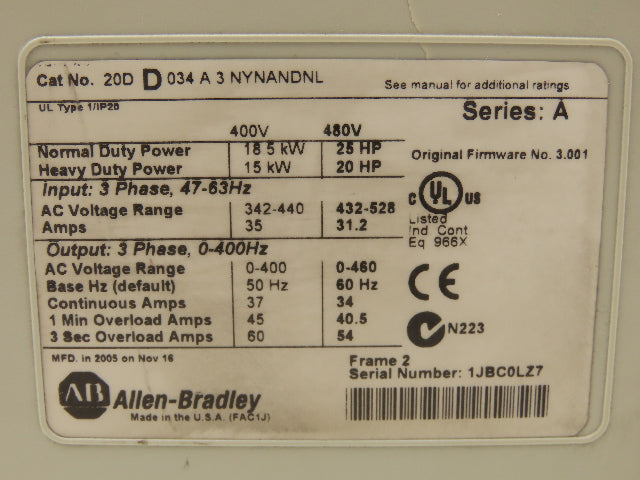 Cat No. 20D D 034 A 3 NYNANDNL
See manual for additional ratings
UL Type 1/IP20
Series: A
400V 480V
Normal Duty Power 18.5 kW 25 HP
Heavy Duty Power 15 kW 20 HP
Original Firmware No. 3.001
Input: 3 Phase, 47-63Hz
AC Voltage Range 342-440 432-528
Amps 35 31.2
c UL US
Listed
Ind Cont
Eq 966X
Output: 3 Phase, 0-400Hz
AC Voltage Range 0-400 0-460
Base Hz (default) 50 Hz 60 Hz
Continuous Amps 37 34
1 Min Overload Amps 45 40.5
3 Sec Overload Amps 60 54
CE
N223
MFD. in 2005 on Nov 16
Frame 2
Serial Number: 1JBC0LZ7
AB Allen-Bradley
Made in the U.S.A. (FAC1J)